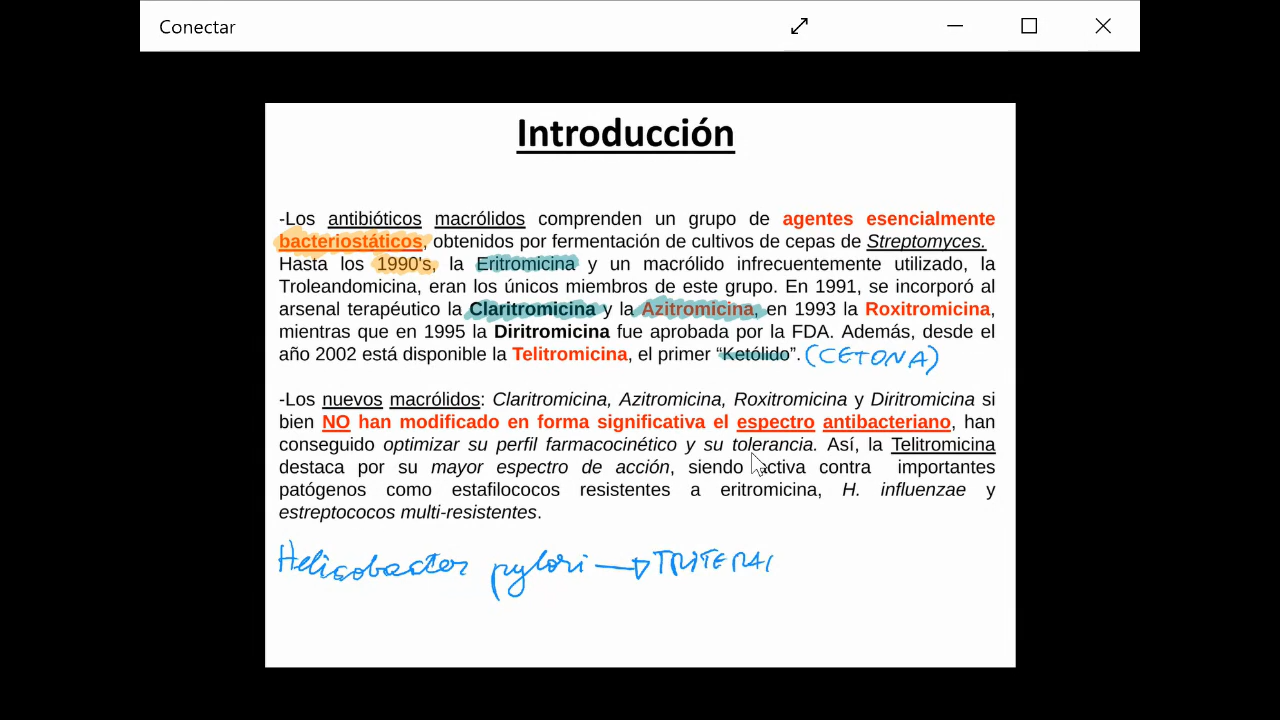 Conectar
Introducción
-Los antibióticos macrólidos comprenden un grupo de agentes esencialmente
bacteriostáticos, obtenidos por fermentación de cultivos de cepas de Streptomyces.
Hasta los 1990's, la Eritromicina y un macrólido infrecuentemente utilizado, la
Troleandomicina, eran los únicos miembros de este grupo. En 1991, se incorporó al
arsenal terapéutico la Claritromicina y la Azitromicina, en 1993 la Roxitromicina,
mientras que en 1995 la Diritromicina fue aprobada por la FDA. Además, desde el
año 2002 está disponible la Telitromicina, el primer “Ketólido”. (CETONA)
-Los nuevos macrólidos: Claritromicina, Azitromicina, Roxitromicina y Diritromicina si
bien NO han modificado en forma significativa el espectro antibacteriano, han
conseguido optimizar su perfil farmacocinético y su tolerancia. Así, la Telitromicina
destaca por su mayor espectro de acción, siendo activa contra importantes
patógenos como estafilococos resistentes a eritromicina, H. influenzae y
estreptococos multi-resistentes.
Helicobacter pylori → TRITERAP